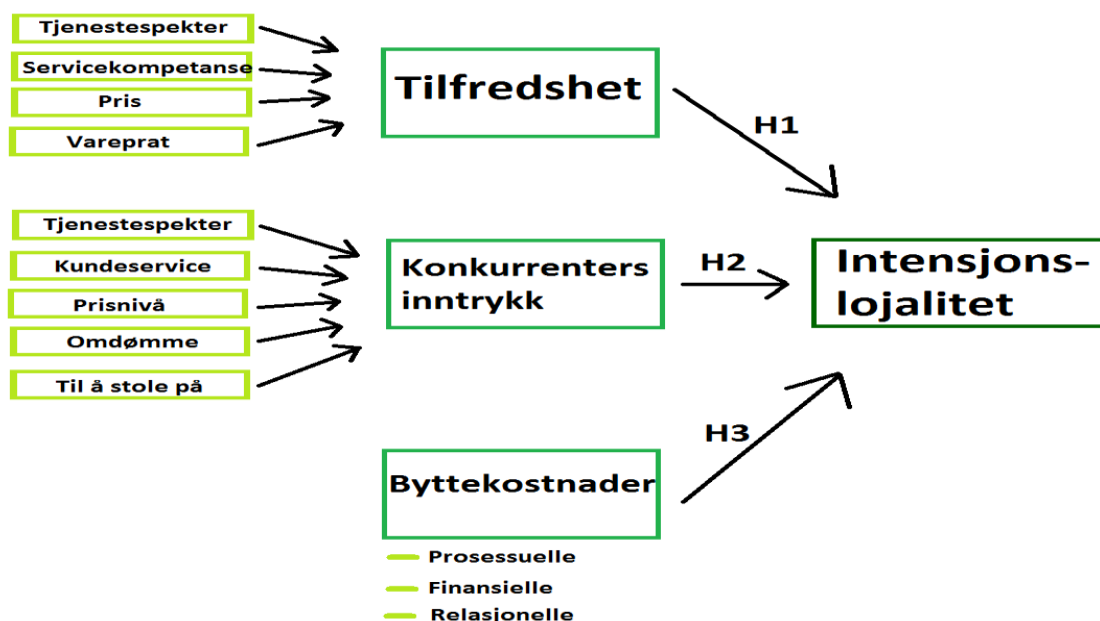 Tjenestespekter
Servicekompetanse
Pris
Vareprat
Tilfredshet
H1
Tjenestespekter
Kundeservice
Prisnivå
Omdømme
Til å stole på
Konkurrenters
inntrykk
H2
Intensjons-
lojalitet
H3
Byttekostnader
Prosessuelle
Finansielle
Relasjonelle